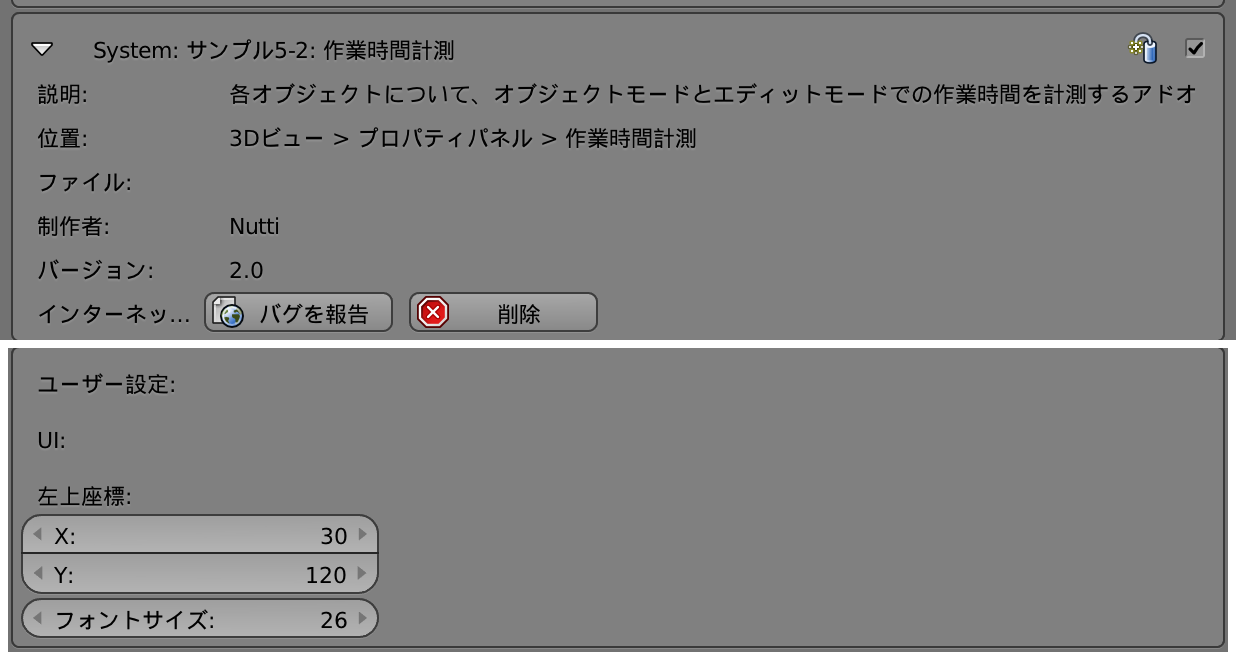 System: サンプル5-2: 作業時間計測
説明: 各オブジェクトについて、オブジェクトモードとエディットモードでの作業時間を計測するアドオ
位置: 3Dビュー > プロパティパネル > 作業時間計測
ファイル:
制作者: Nutti
バージョン: 2.0
インターネッ... バグを報告 削除
ユーザー設定:
UI:
左上座標:
X: 30
Y: 120
フォントサイズ: 26